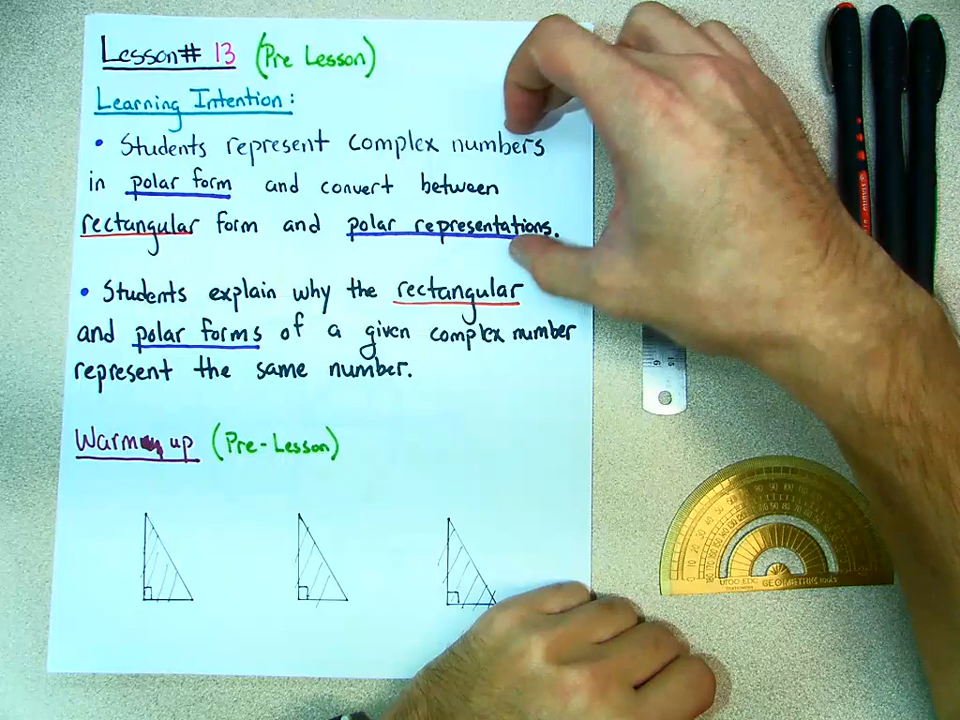 Lesson# 13 (Pre Lesson)
Learning Intention:
• Students represent complex numbers
in polar form and convert between
rectangular form and polar representations.
• Students explain why the rectangular
and polar forms of a given complex number
represent the same number.
Warm up (Pre-Lesson)